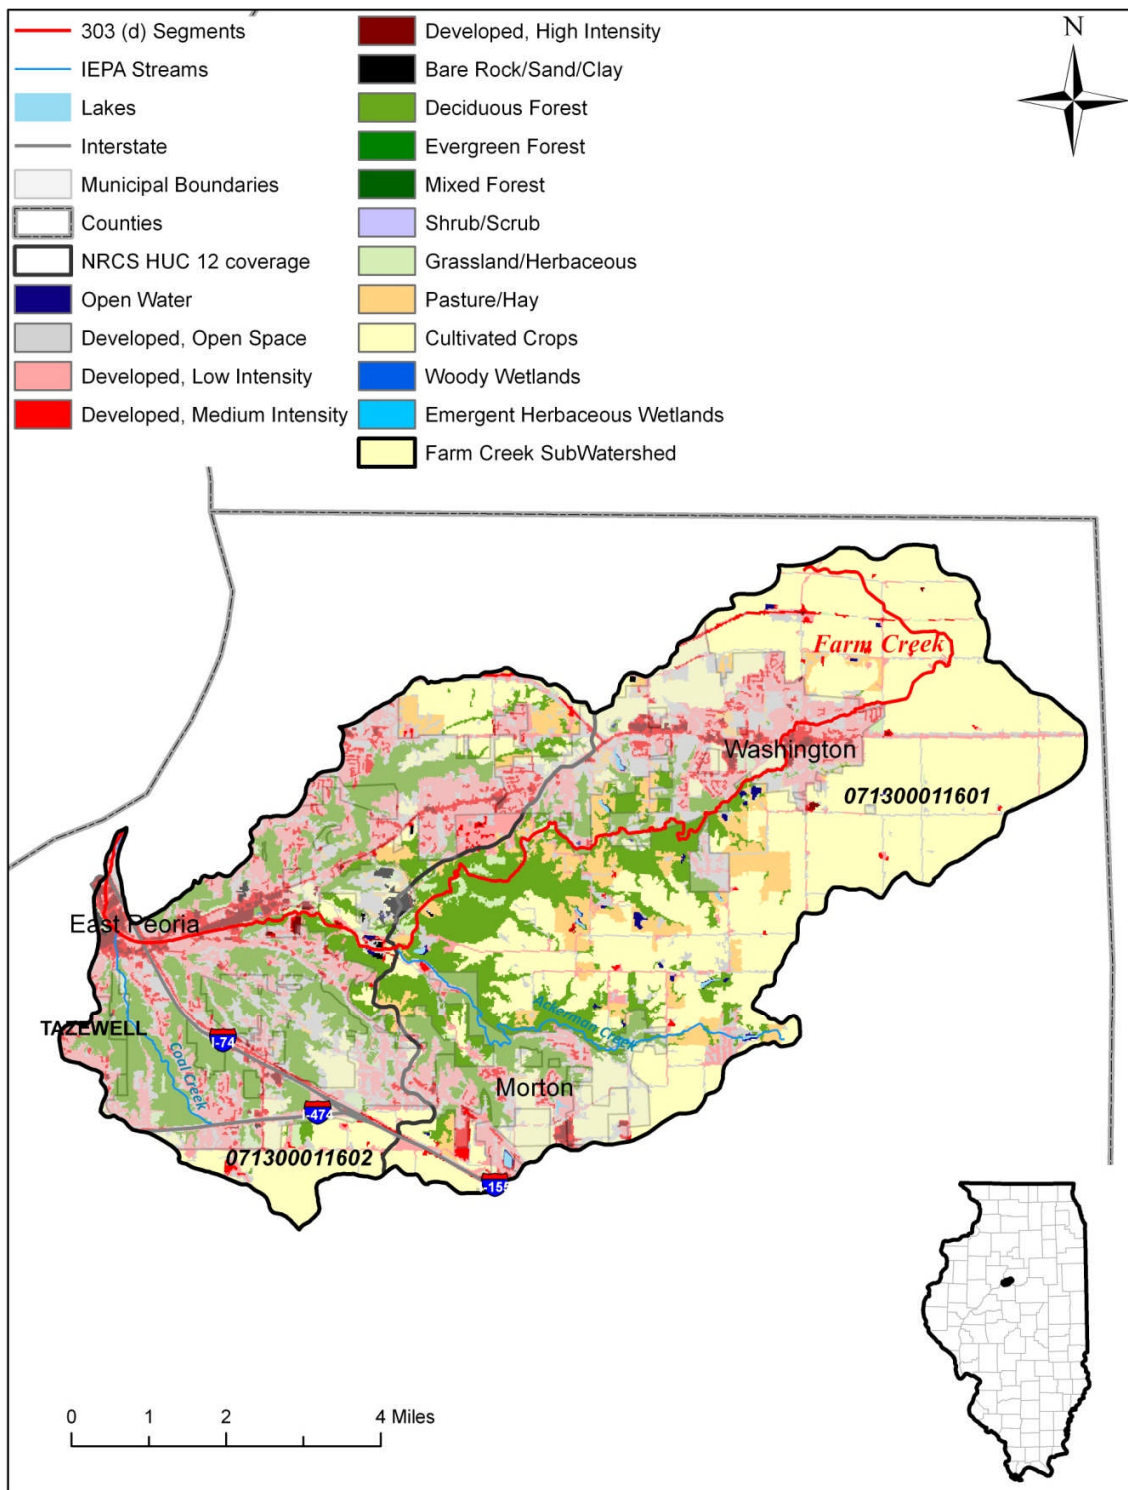 303 (d) Segments
IEPA Streams
Lakes
Interstate
Municipal Boundaries
Counties
NRCS HUC 12 coverage
Open Water
Developed, Open Space
Developed, Low Intensity
Developed, Medium Intensity
Developed, High Intensity
Bare Rock/Sand/Clay
Deciduous Forest
Evergreen Forest
Mixed Forest
Shrub/Scrub
Grassland/Herbaceous
Pasture/Hay
Cultivated Crops
Woody Wetlands
Emergent Herbaceous Wetlands
Farm Creek SubWatershed
N
Farm Creek
Washington
071300011601
East Peoria
Ackerman Creek
TAZEWELL
I-74
Coal Creek
Morton
I-474
071300011602
I-155
0 1 2 4 Miles